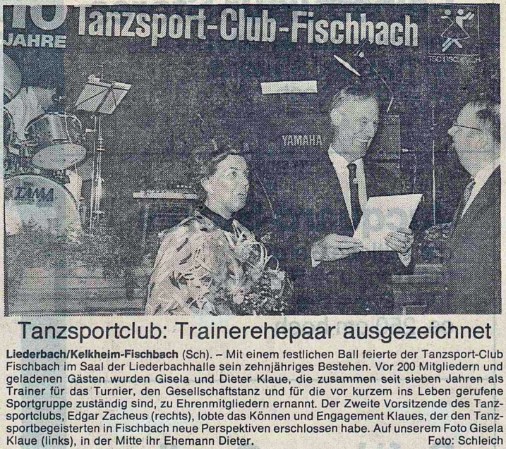 10
JAHRE
Tanzsport-Club-Fischbach
YAMAHA
TAMA
Tanzsportclub: Trainerehepaar ausgezeichnet
Liederbach/Kelkheim-Fischbach (Sch). – Mit einem festlichen Ball feierte der Tanzsport-Club
Fischbach im Saal der Liederbachhalle sein zehnjähriges Bestehen. Vor 200 Mitgliedern und
geladenen Gästen wurden Gisela und Dieter Klaue, die zusammen seit sieben Jahren als
Trainer für das Turnier, den Gesellschaftstanz und für die vor kurzem ins Leben gerufene
Sportgruppe zuständig sind, zu Ehrenmitgliedern ernannt. Der Zweite Vorsitzende des Tanz-
sportclubs, Edgar Zacheus (rechts), lobte das Können und Engagement Klaues, der den Tanz-
sportbegeisterten in Fischbach neue Perspektiven erschlossen habe. Auf unserem Foto Gisela
Klaue (links), in der Mitte ihr Ehemann Dieter. Foto: Schleich